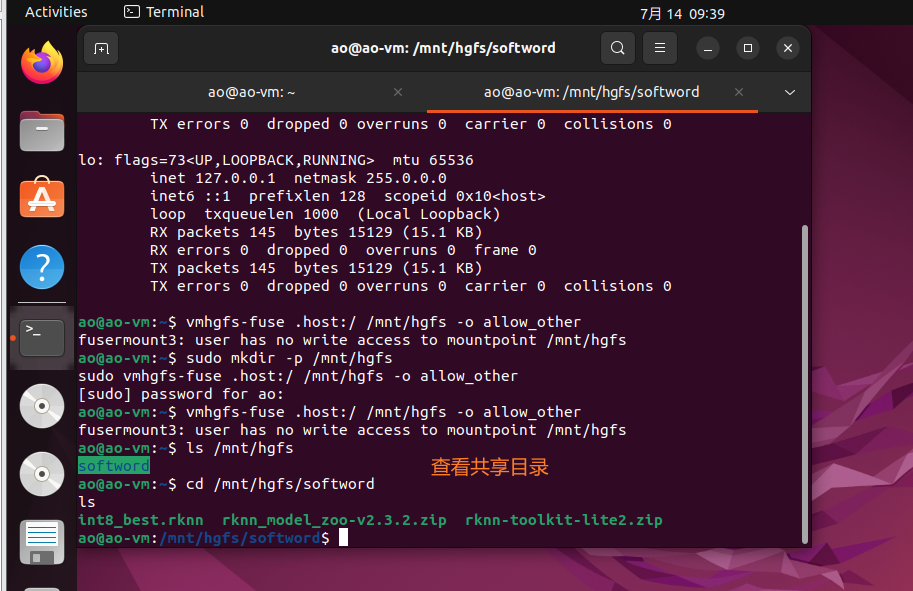 Activities
Terminal
7月 14 09:39
ao@ao-vm: /mnt/hgfs/softword
ao@ao-vm: ~
ao@ao-vm: /mnt/hgfs/softword
TX errors 0  dropped 0 overruns 0  carrier 0  collisions 0
lo: flags=73<UP,LOOPBACK,RUNNING>  mtu 65536
inet 127.0.0.1  netmask 255.0.0.0
inet6 ::1  prefixlen 128  scopeid 0x10<host>
loop  txqueuelen 1000  (Local Loopback)
RX packets 145  bytes 15129 (15.1 KB)
RX errors 0  dropped 0  overruns 0  frame 0
TX packets 145  bytes 15129 (15.1 KB)
TX errors 0  dropped 0 overruns 0  carrier 0  collisions 0
ao@ao-vm:~$ vmhgfs-fuse .host:/ /mnt/hgfs -o allow_other
fusermount3: user has no write access to mountpoint /mnt/hgfs
ao@ao-vm:~$ sudo mkdir -p /mnt/hgfs
sudo vmhgfs-fuse .host:/ /mnt/hgfs -o allow_other
[sudo] password for ao:
ao@ao-vm:~$ vmhgfs-fuse .host:/ /mnt/hgfs -o allow_other
fusermount3: user has no write access to mountpoint /mnt/hgfs
ao@ao-vm:~$ ls /mnt/hgfs
softword
查看共享目录
ao@ao-vm:~$ cd /mnt/hgfs/softword
ls
int8_best.rknn  rknn_model_zoo-v2.3.2.zip  rknn-toolkit-lite2.zip
ao@ao-vm:/mnt/hgfs/softword$